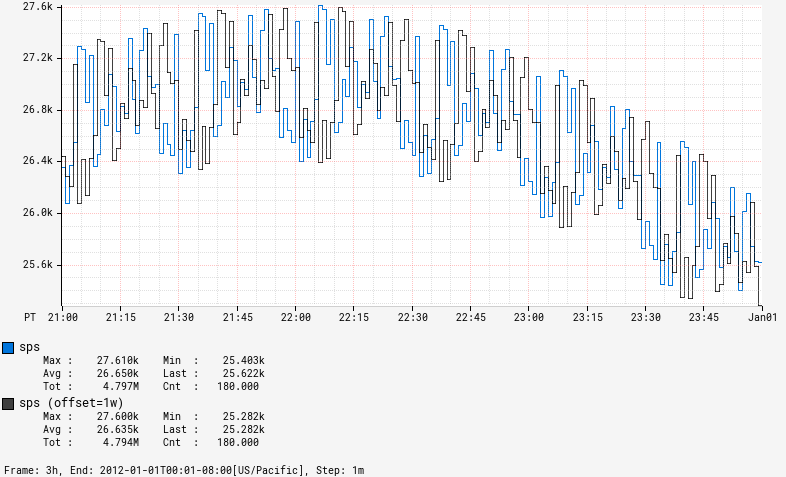 27.6k
27.2k
26.8k
26.4k
26.0k
25.6k
PT 21:00 21:15 21:30 21:45 22:00 22:15 22:30 22:45 23:00 23:15 23:30 23:45 Jan01
sps
Max : 27.610k Min : 25.403k
Avg : 26.650k Last : 25.622k
Tot : 4.797M Cnt : 180.000
sps (offset=1w)
Max : 27.600k Min : 25.282k
Avg : 26.635k Last : 25.282k
Tot : 4.794M Cnt : 180.000
Frame: 3h, End: 2012-01-01T00:01-08:00[US/Pacific], Step: 1m